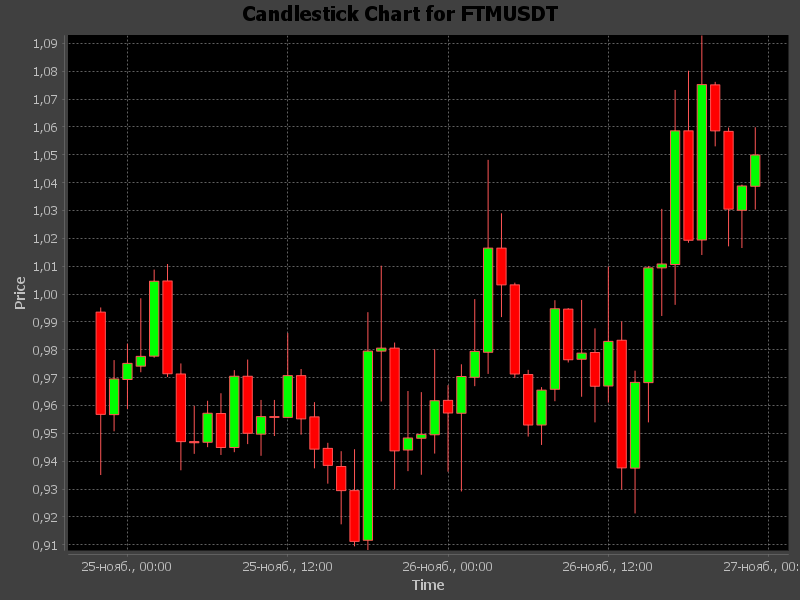 Candlestick Chart for FTMUSDT
1,09
1,08
1,07
1,06
1,05
1,04
1,03
1,02
1,01
1,00
0,99
0,98
0,97
0,96
0,95
0,94
0,93
0,92
0,91
Price
25-нояб., 00:00
25-нояб., 12:00
26-нояб., 00:00
26-нояб., 12:00
27-нояб., 00:
Time